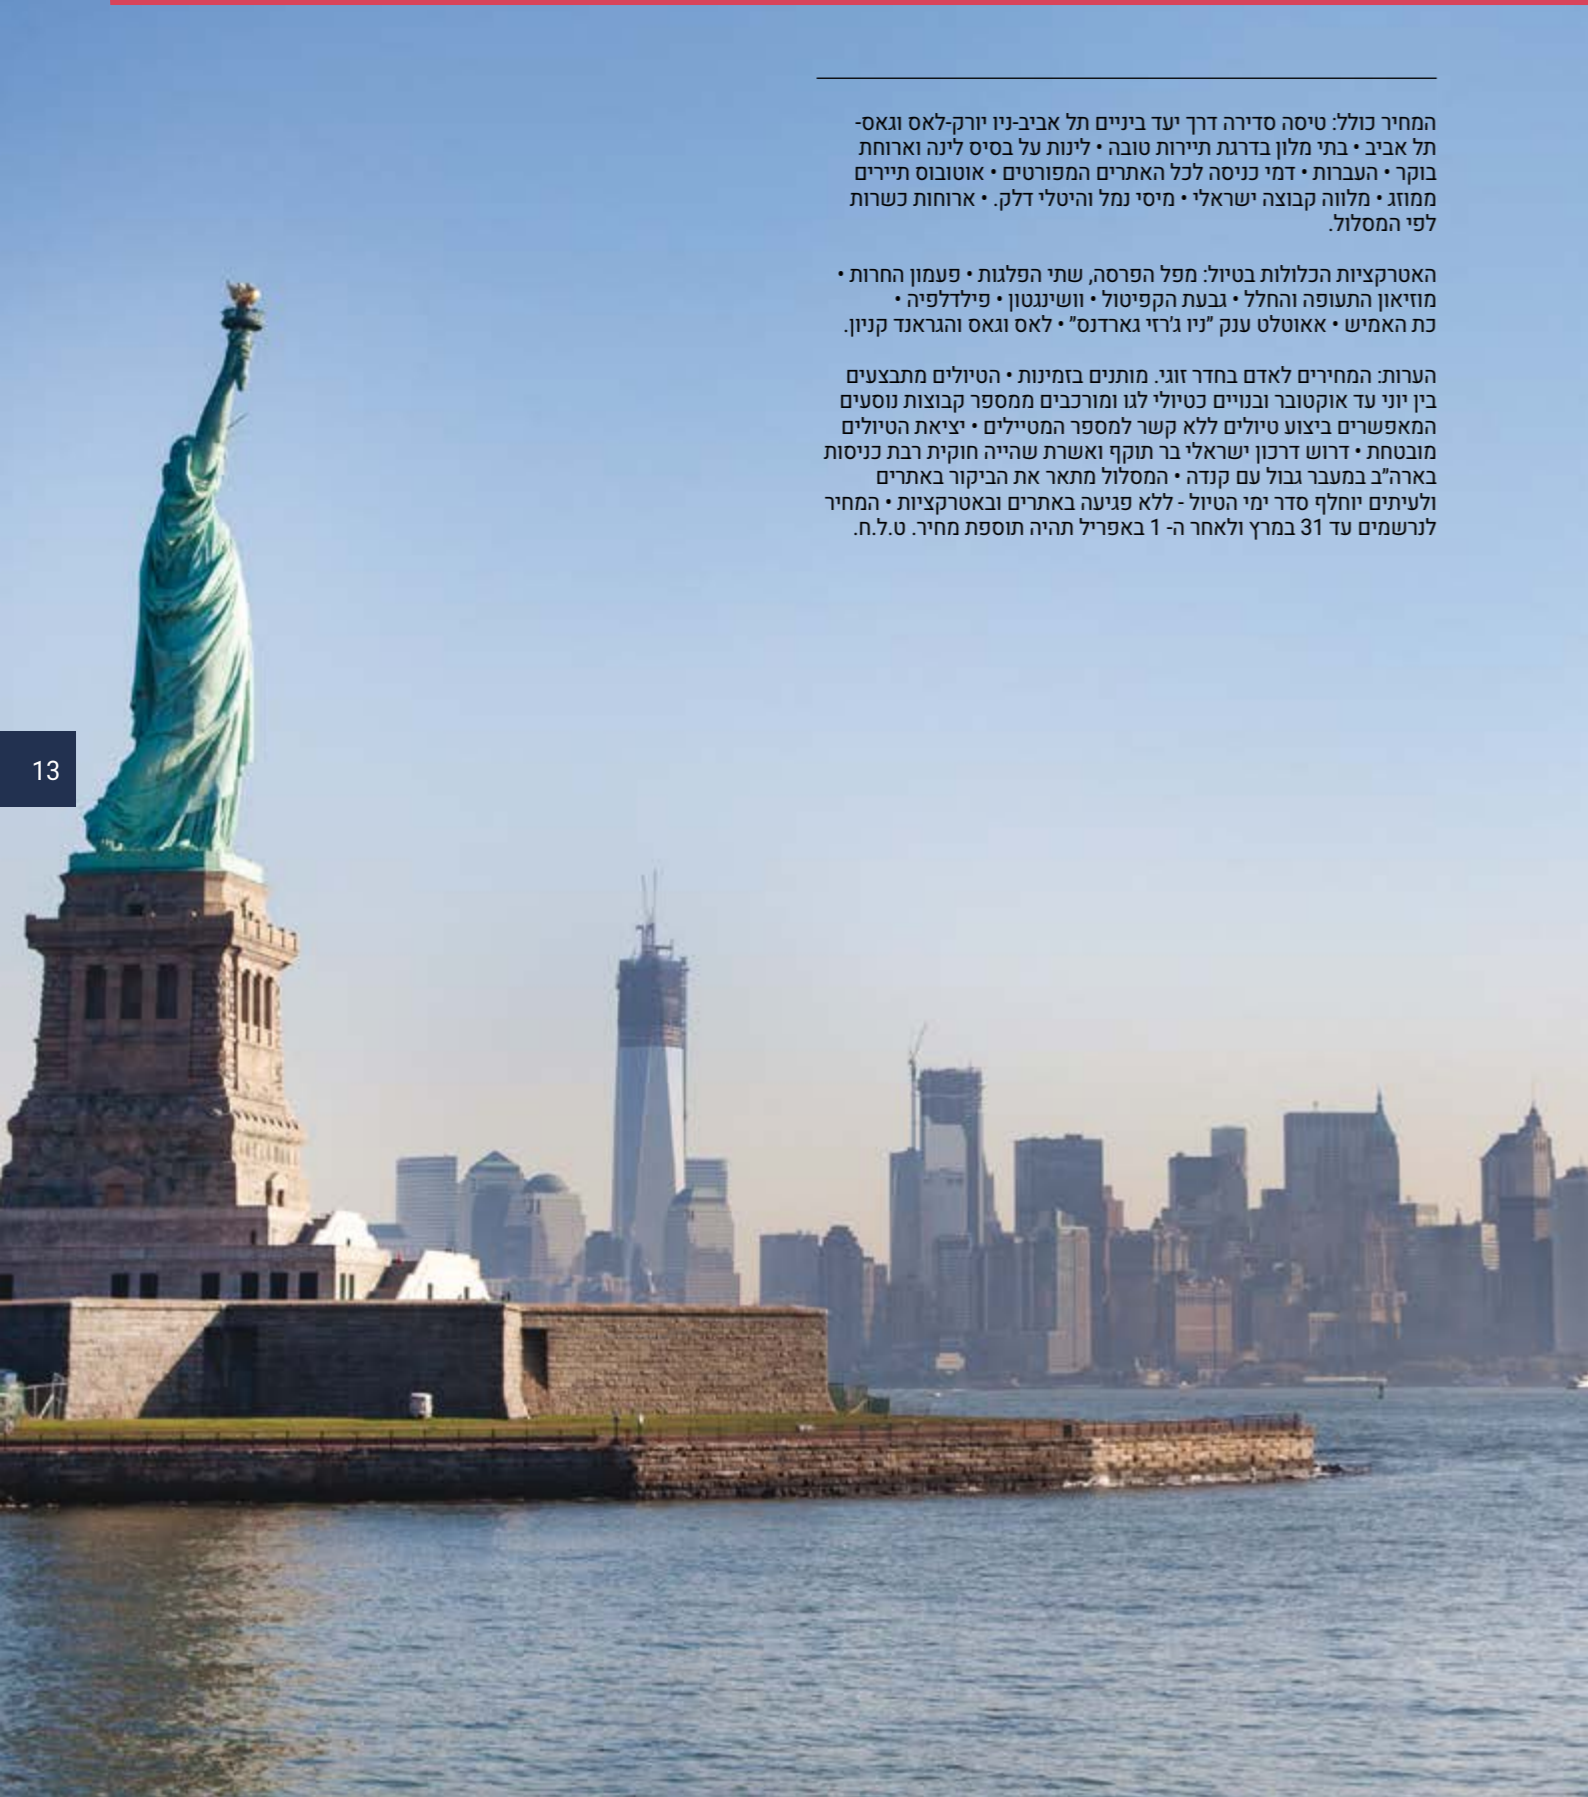 המחיר כולל: טיסה סדירה דרך יעד ביניים תל אביב-ניו יורק-לאס וגאס-
תל אביב • בתי מלון בדרגת תיירות טובה • לינות על בסיס לינה וארוחת
בוקר • העברות • דמי כניסה לכל האתרים המפורטים • אוטובוס תיירים
ממוזג • מלווה קבוצה ישראלי • מיסי נמל והיטלי דלק. • ארוחות כשרות
לפי המסלול.
האטרקציות הכלולות בטיול: מפל הפרסה, שתי הפלגות • פעמון החרות •
מוזיאון התעופה והחלל • גבעת הקפיטול • וושינגטון • פילדלפיה •
כת האמיש • אאוטלט ענק "ניו ג'רזי גארדנס" • לאס וגאס והגראנד קניון.
הערות: המחירים לאדם בחדר זוגי. מותנים בזמינות • הטיולים מתבצעים
בין יוני עד אוקטובר ובנויים כטיולי לגו ומורכבים ממספר קבוצות נוסעים
המאפשרים ביצוע טיולים ללא קשר למספר המטיילים • יציאת הטיולים
מובטחת • דרוש דרכון ישראלי בר תוקף ואשרת שהייה חוקית רבת כניסות
בארה"ב במעבר גבול עם קנדה • המסלול מתאר את הביקור באתרים
ולעיתים יוחלף סדר ימי הטיול - ללא פגיעה באתרים ובאטרקציות • המחיר
לנרשמים עד 31 במרץ ולאחר ה- 1 באפריל תהיה תוספת מחיר. ט.ל.ח.
13